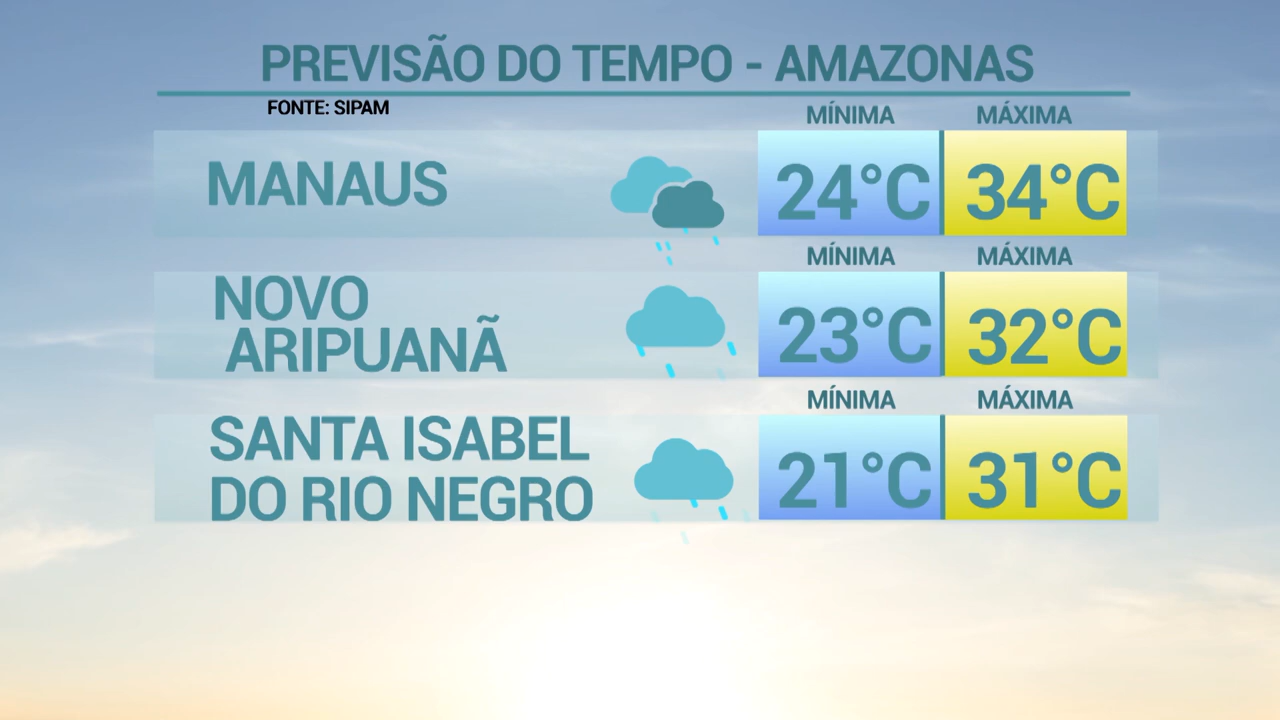 PREVISÃO DO TEMPO - AMAZONAS
FONTE: SIPAM
MÍNIMA MÁXIMA
MANAUS 24°C 34°C
MÍNIMA MÁXIMA
NOVO
ARIPUANÃ 23°C 32°C
MÍNIMA MÁXIMA
SANTA ISABEL
DO RIO NEGRO 21°C 31°C